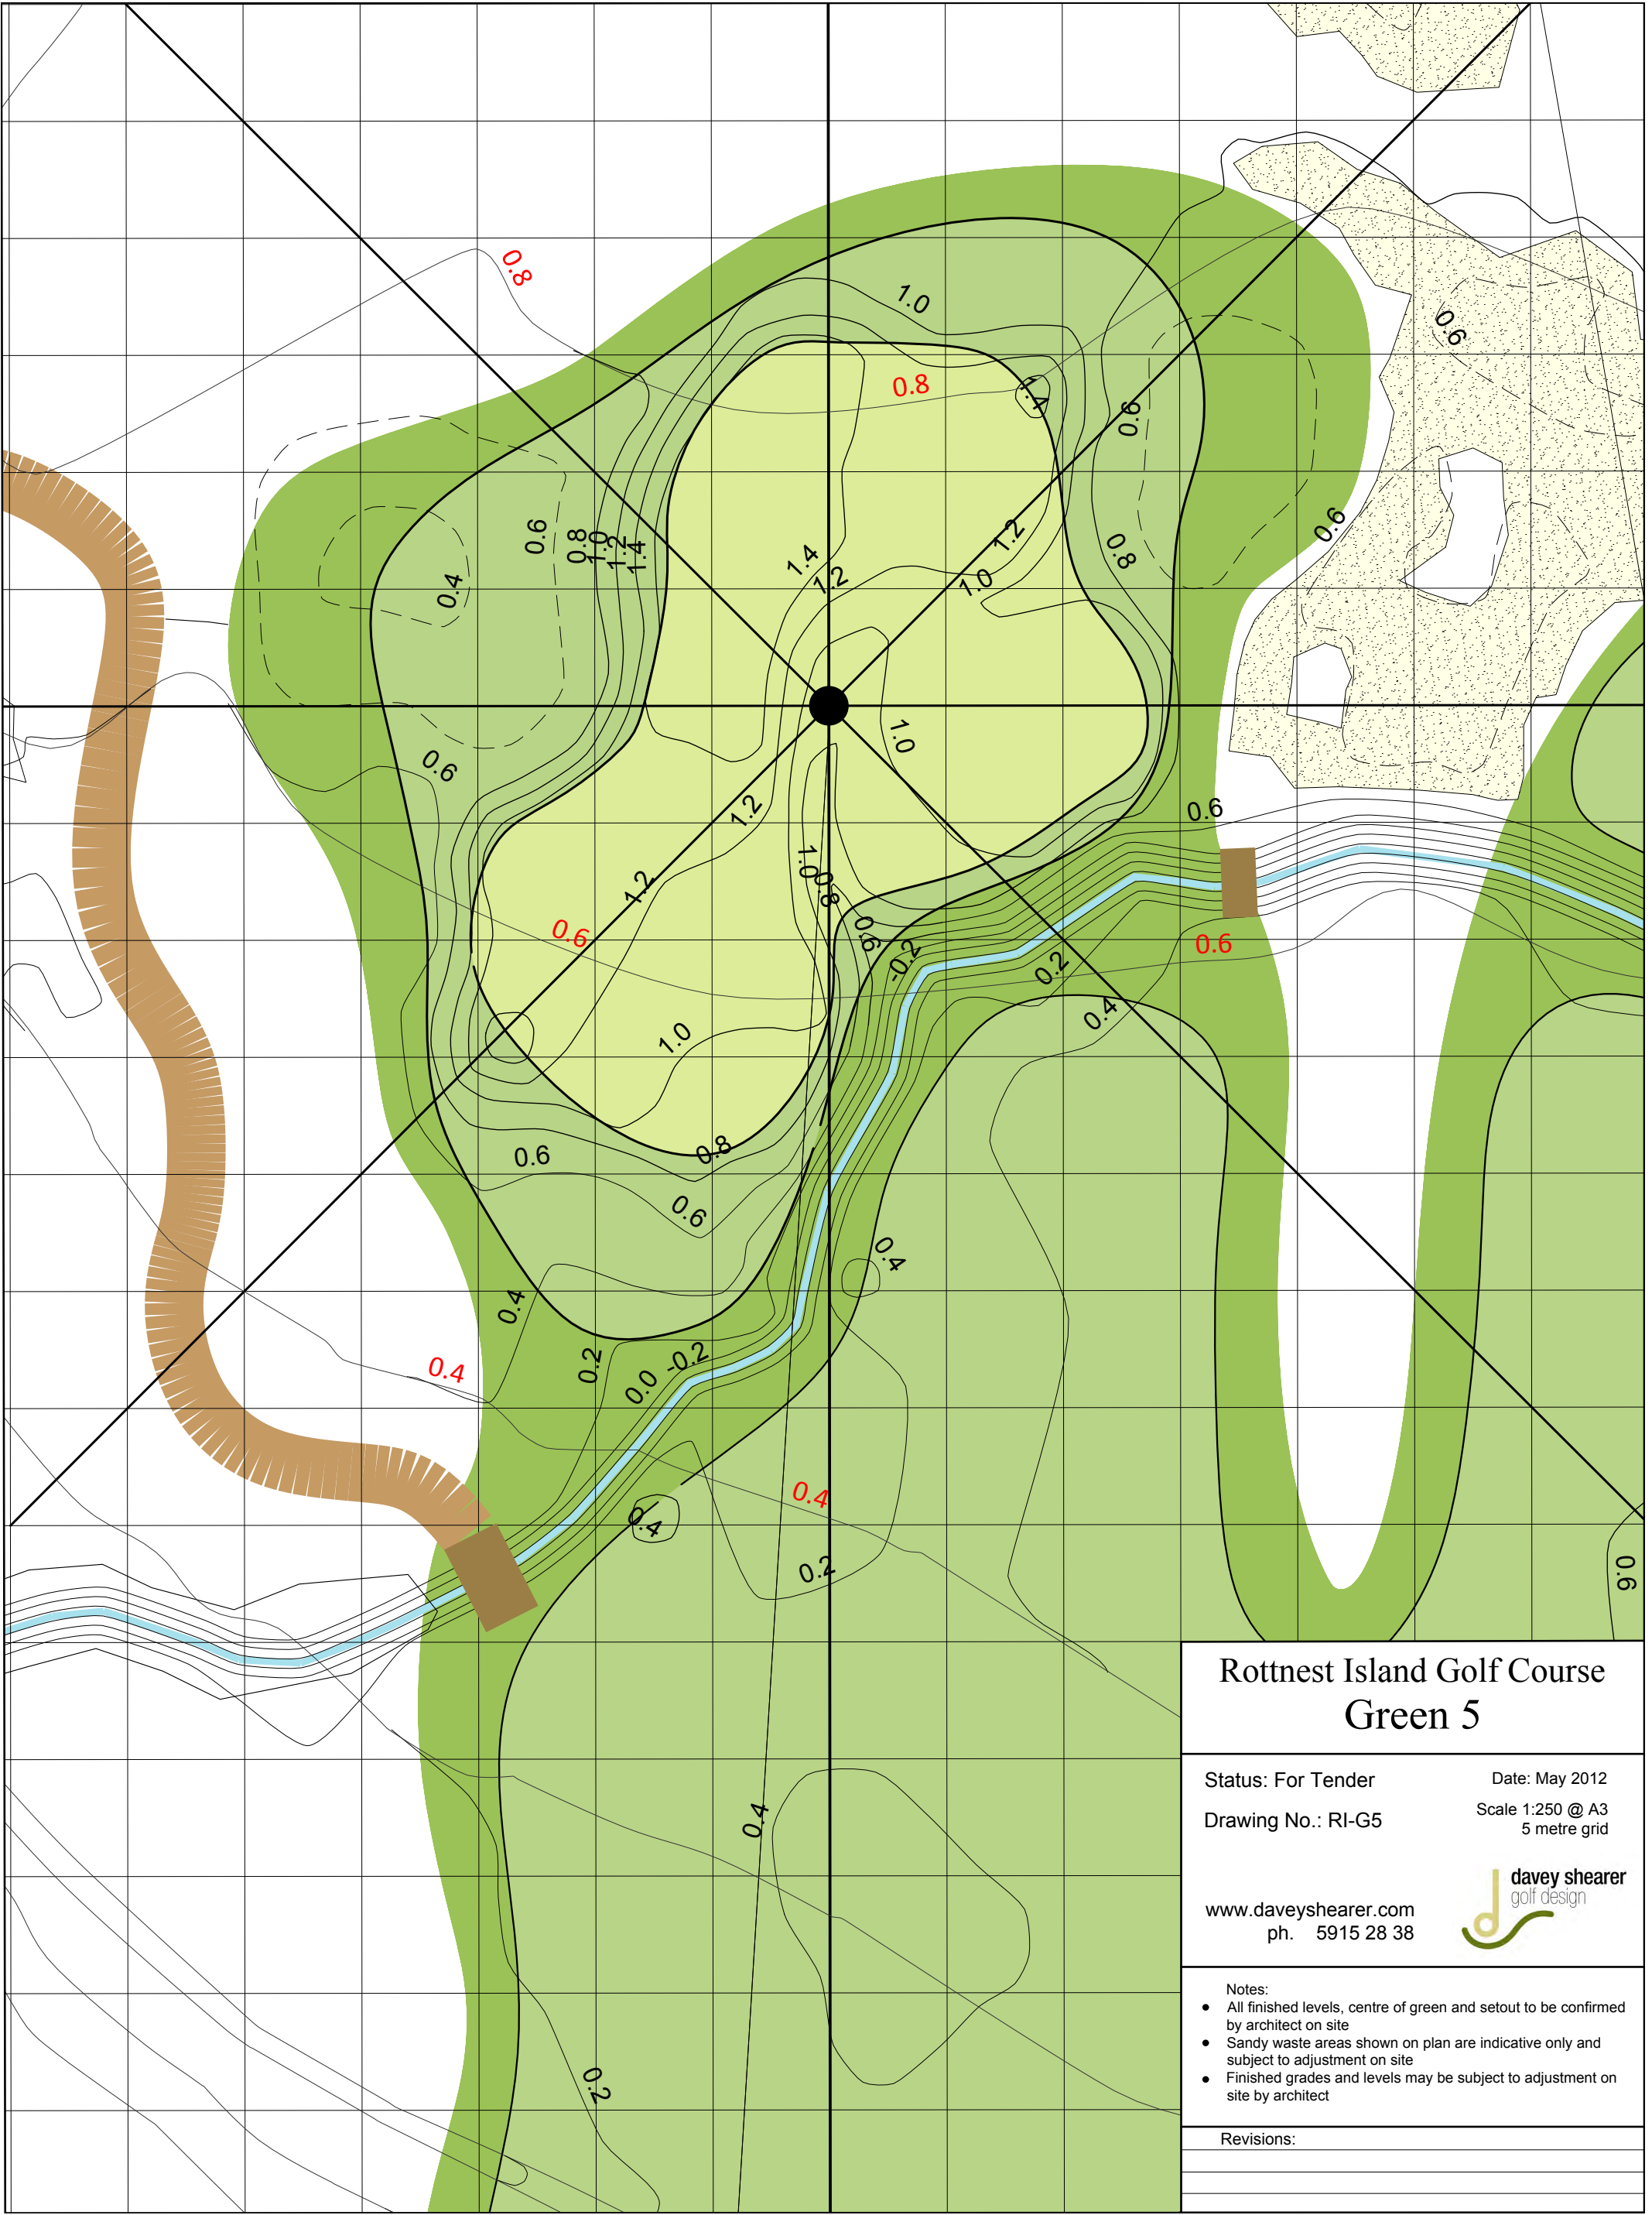 0.8
1.0
0.6
0.8
1.4
0.6
0.6
0.6
0.8
1.0
1.2
1.4
1.4
1.2
1.2
1.0
0.8
0.4
0.6
1.0
1.2
0.6
1.0
0.8
1.2
0.6
0.6
-0.2
0.6
0.2
0.4
1.0
0.8
0.6
0.6
0.4
0.4
0.2
0.0
-0.2
0.4
0.4
0.4
0.2
0.6
0.4
0.2
Rottnest Island Golf Course
Green 5
Status: For Tender
Date: May 2012
Drawing No.: RI-G5
Scale 1:250 @ A3
5 metre grid
davey shearer
golf design
www.daveyshearer.com
ph. 5915 28 38
Notes:
● All finished levels, centre of green and setout to be confirmed
by architect on site
● Sandy waste areas shown on plan are indicative only and
subject to adjustment on site
● Finished grades and levels may be subject to adjustment on
site by architect
Revisions: